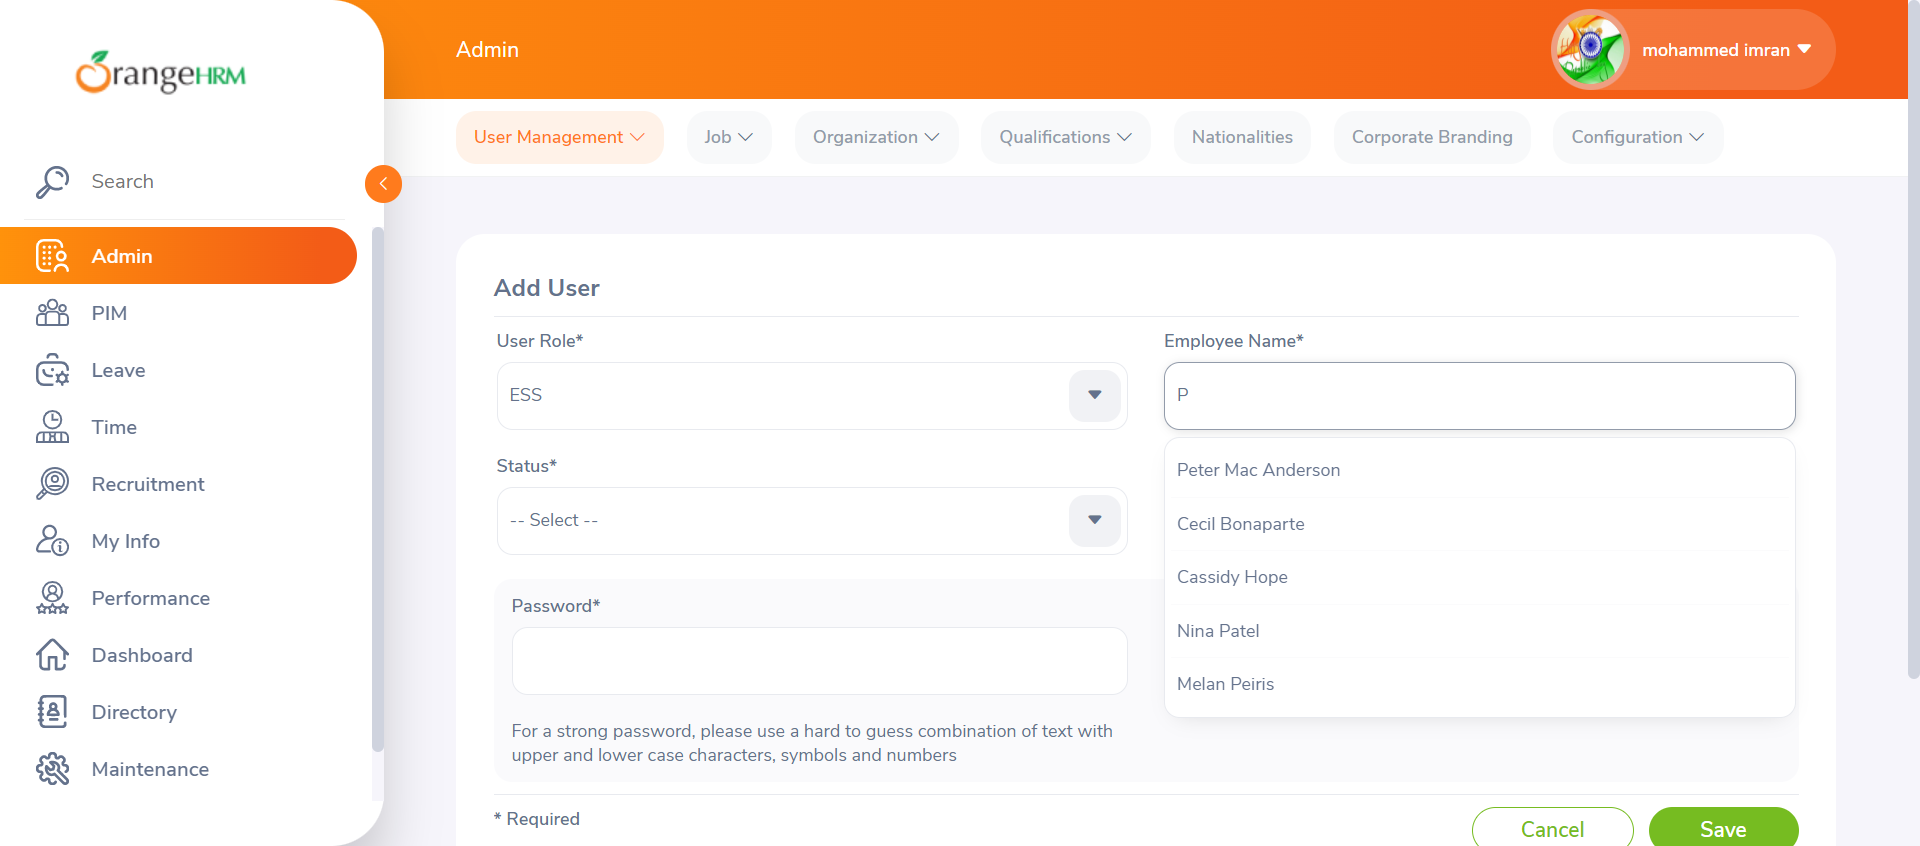 OrangeHRM
Search
Admin
PIM
Leave
Time
Recruitment
My Info
Performance
Dashboard
Directory
Maintenance
Admin
mohammed imran
User Management
Job
Organization
Qualifications
Nationalities
Corporate Branding
Configuration
Add User
User Role*
ESS
Employee Name*
P
Peter Mac Anderson
Cecil Bonaparte
Cassidy Hope
Nina Patel
Melan Peiris
Status*
-- Select --
Password*
For a strong password, please use a hard to guess combination of text with
upper and lower case characters, symbols and numbers
* Required
Cancel
Save